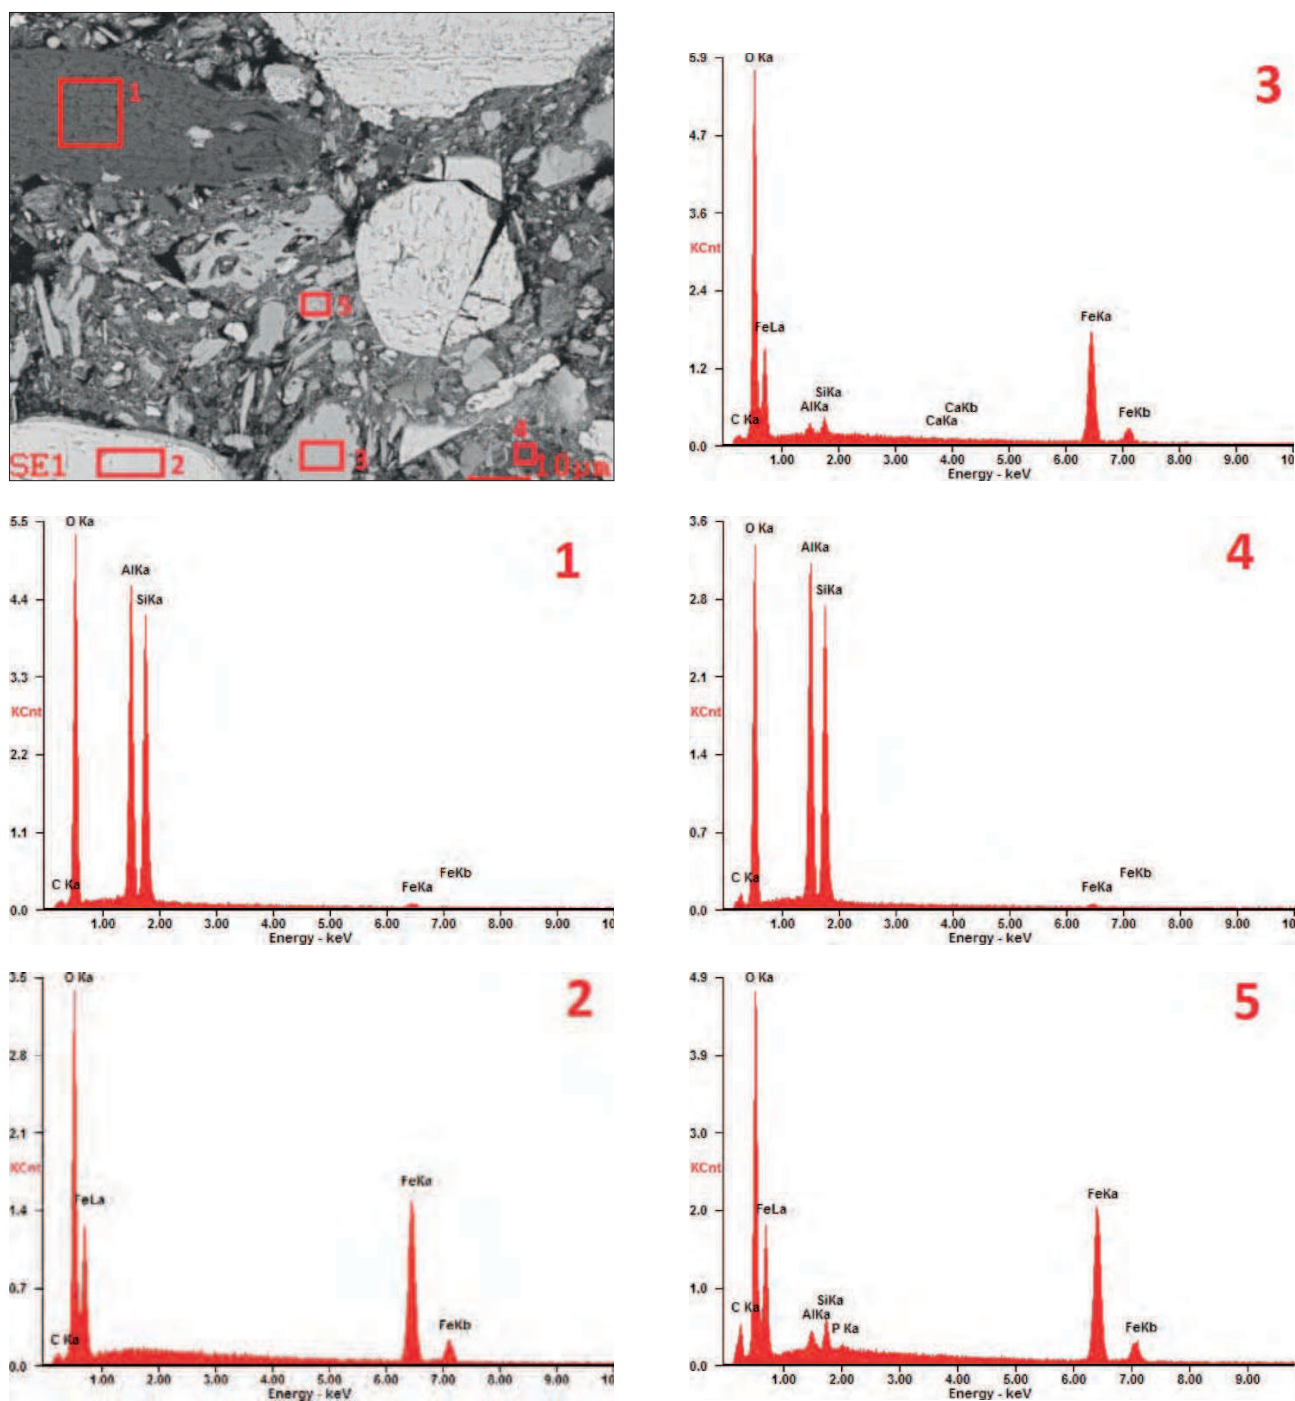 1
5
4
SE1
2
3
10µm
3
5.9
O Ka
4.7
3.6
KCnt
2.4
FeLa
FeKa
1.2
SiKa
AlKa
CaKb
CaKa
FeKb
C Ka
0.0
1.00 2.00 3.00 4.00 5.00 6.00 7.00 8.00 9.00 10
Energy - keV
1
5.5
O Ka
AlKa
4.4
SiKa
3.3
KCnt
2.2
1.1
FeKb
C Ka
FeKa
0.0
1.00 2.00 3.00 4.00 5.00 6.00 7.00 8.00 9.00 10
Energy - keV
4
3.6
O Ka
AlKa
2.8
SiKa
2.1
KCnt
1.4
0.7
C Ka
FeKb
FeKa
0.0
1.00 2.00 3.00 4.00 5.00 6.00 7.00 8.00 9.00 10
Energy - keV
2
3.5
O Ka
2.8
2.1
KCnt
FeKa
FeLa
1.4
0.7
FeKb
C Ka
0.0
1.00 2.00 3.00 4.00 5.00 6.00 7.00 8.00 9.00 10
Energy - keV
5
4.9
O Ka
3.9
3.0
KCnt
FeKa
2.0
FeLa
1.0
C Ka
SiKa
AlKa
P Ka
FeKb
0.0
1.00 2.00 3.00 4.00 5.00 6.00 7.00 8.00 9.00
Energy - keV